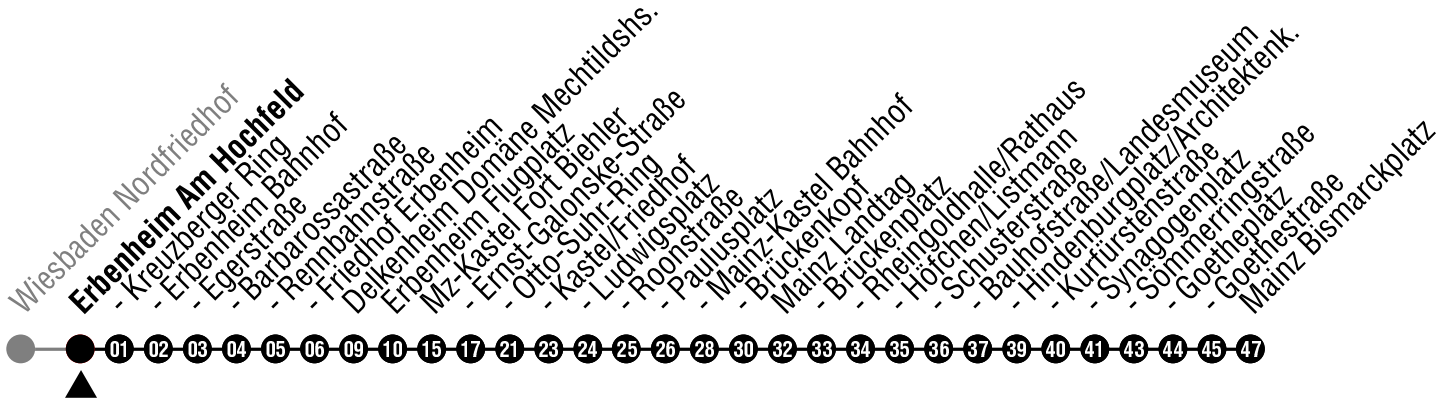 Wiesbaden Nordfriedhof
Erbenheim Am Hochfeld
- Kreuzberger Ring
- Erbenheim Bahnhof
- Egerstraße
- Barbarossastraße
- Rennbahnstraße
- Friedhof Erbenheim
Delkenheim Domäne Mechtildshs.
Erbenheim Flugplatz
Mz-Kastel Fort Biehler
- Ernst-Galonske-Straße
- Otto-Suhr-Ring
- Kastel/Friedhof
- Ludwigsplatz
- Roonstraße
- Paulusplatz
- Mainz-Kastel Bahnhof
- Brückenkopf
Mainz Landtag
- Brückenplatz
- Rheingoldhalle/Rathaus
- Höfchen/Listmann
- Schusterstraße
- Bauhofstraße/Landesmuseum
- Hindenburgplatz/Architektenk.
- Kurfürstenstraße
- Synagogenplatz
- Sömmerringstraße
- Goetheplatz
- Goethestraße
Mainz Bismarckplatz
01 02 03 04 05 06 09 10 15 17 21 23 24 25 26 28 30 32 33 34 35 36 37 39 40 41 43 44 45 47